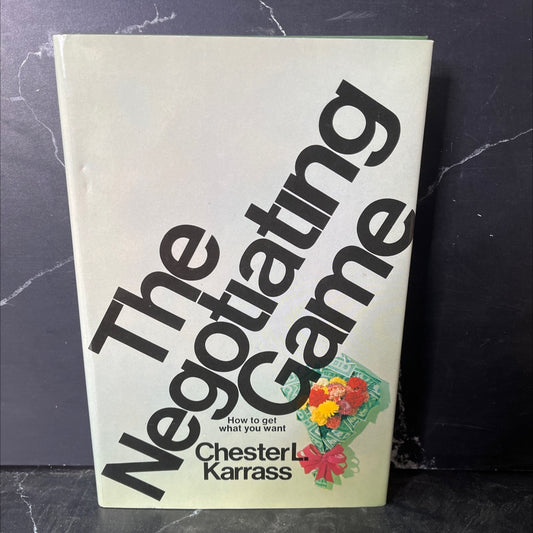 The
Negotiating
Game
How to get
what you want
Chester L.
Karrass